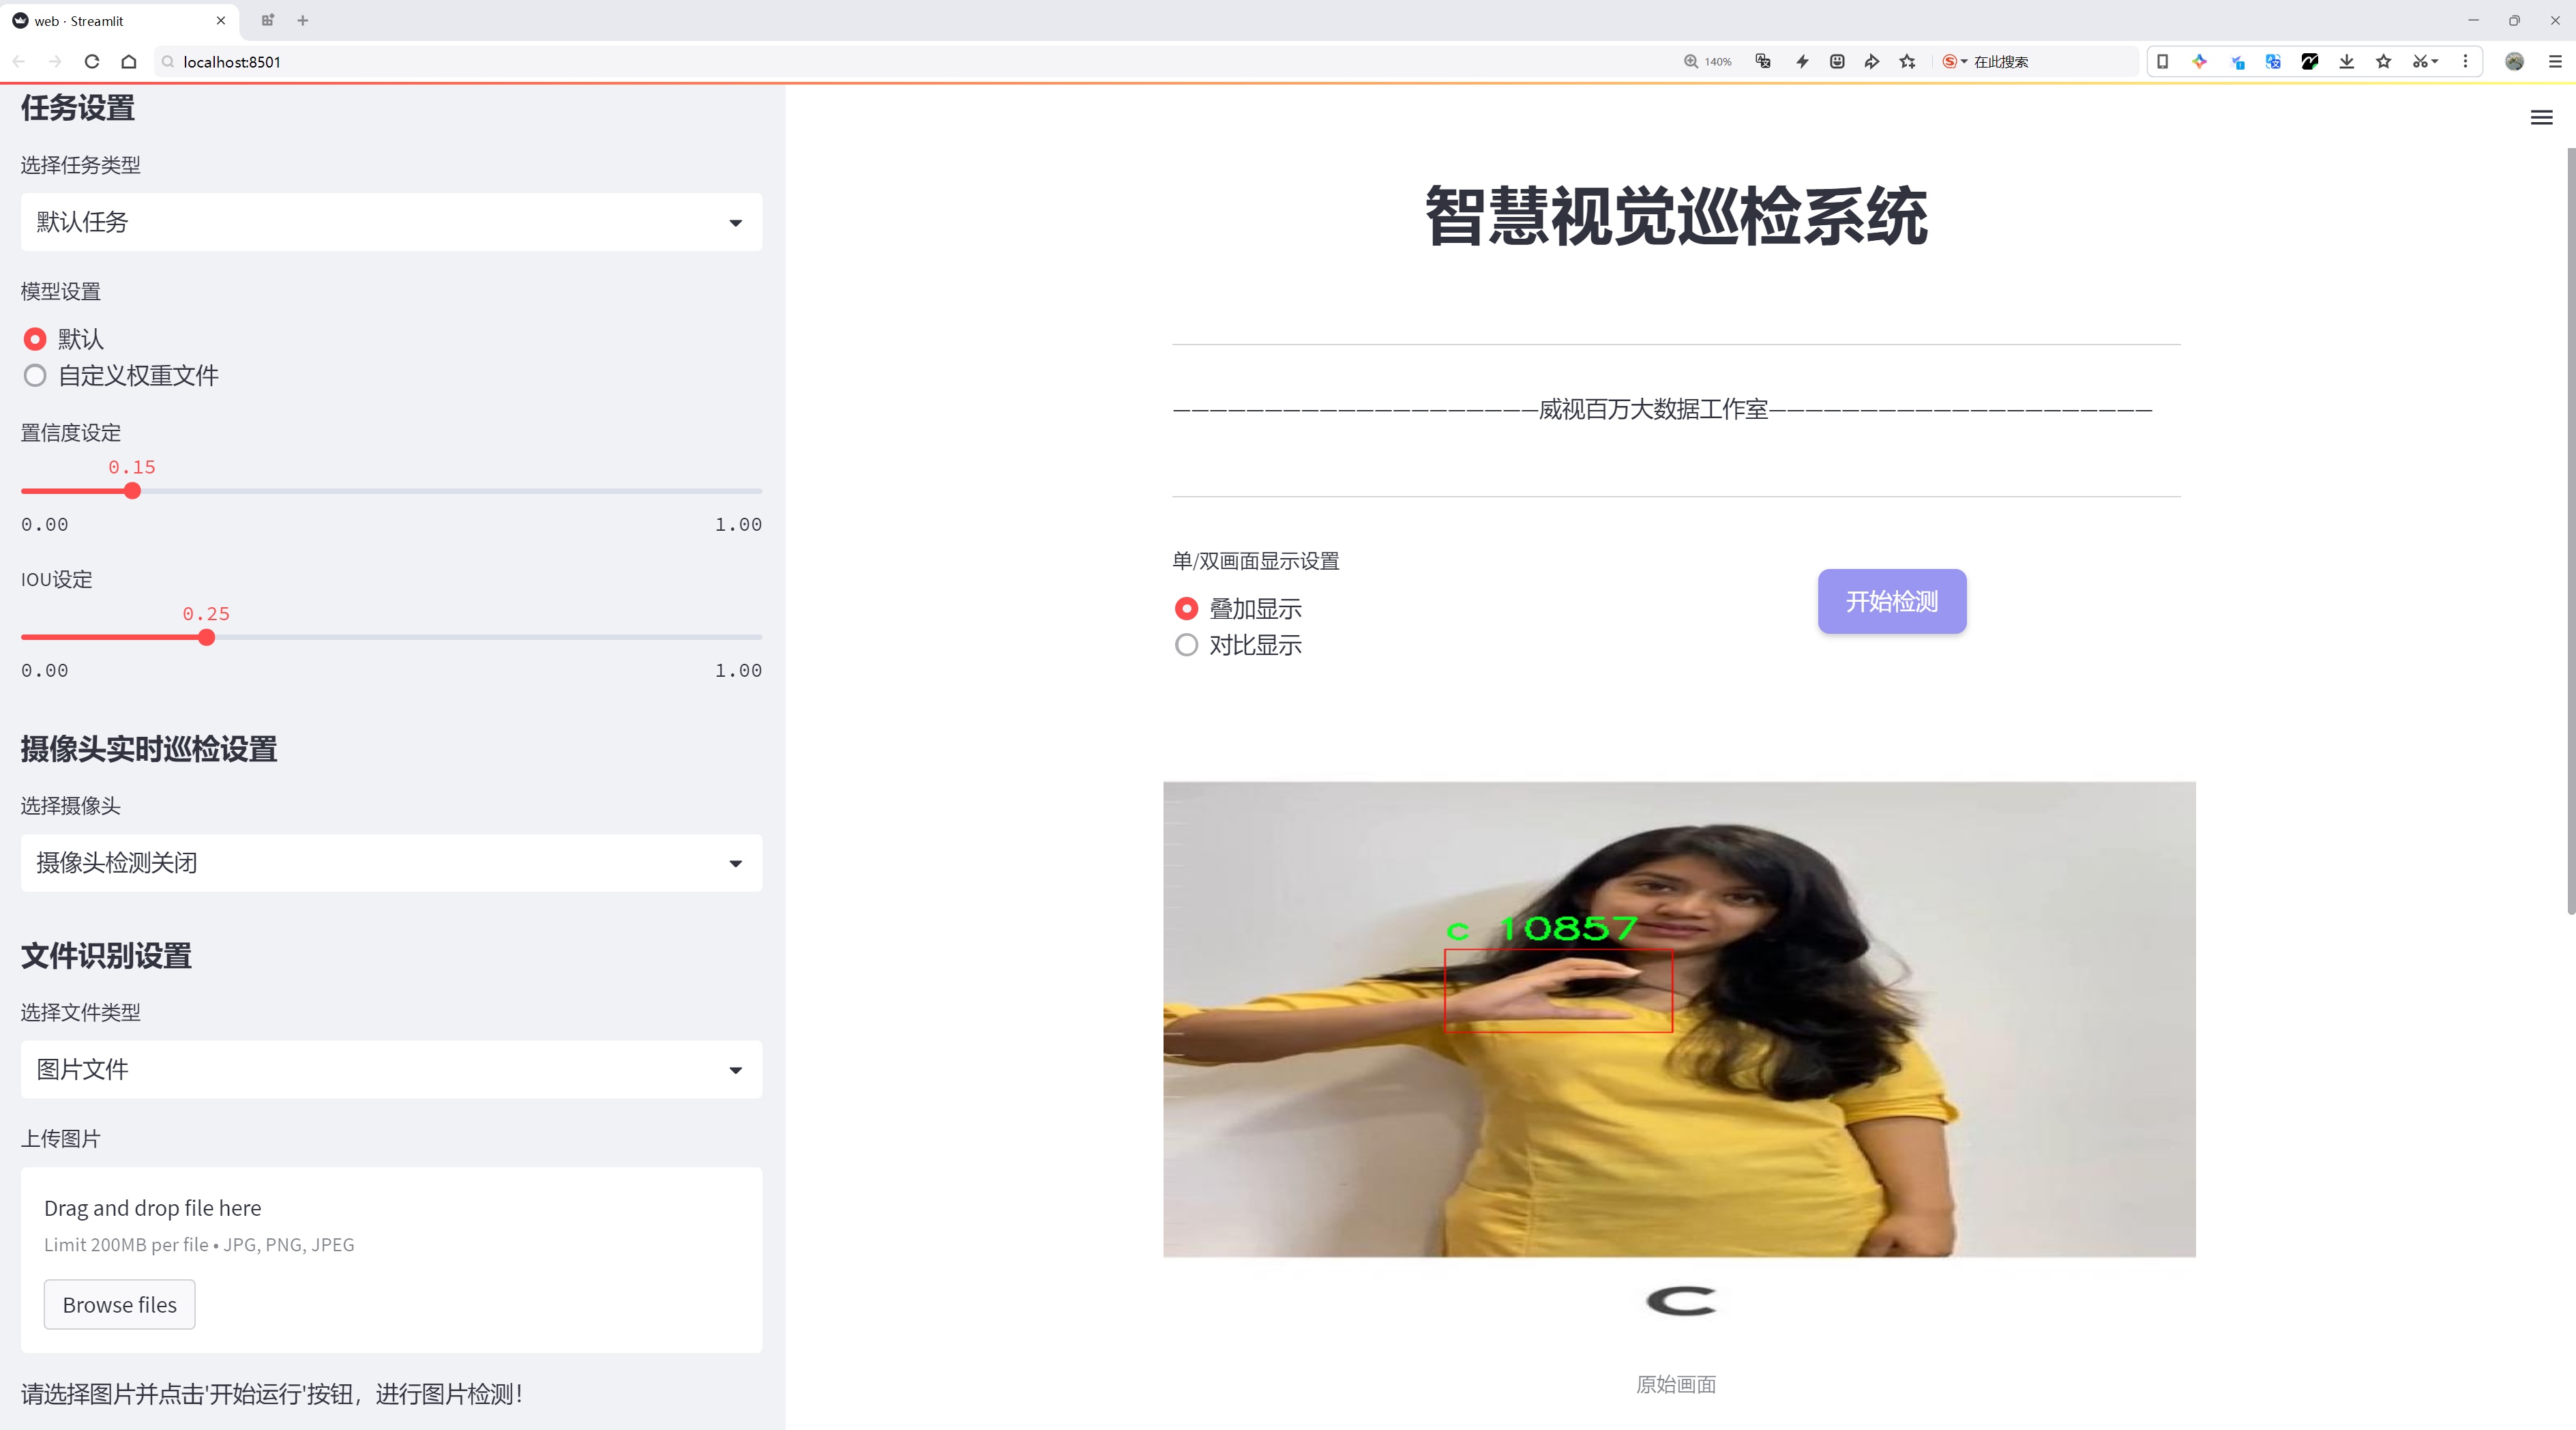 web · Streamlit
localhost:8501
140%
在此搜索
任务设置
选择任务类型
默认任务
模型设置
默认
自定义权重文件
置信度设定
0.15
0.00
1.00
IOU设定
0.25
0.00
1.00
摄像头实时巡检设置
选择摄像头
摄像头检测关闭
文件识别设置
选择文件类型
图片文件
上传图片
Drag and drop file here
Limit 200MB per file • JPG, PNG, JPEG
Browse files
请选择图片并点击'开始运行'按钮，进行图片检测！
智慧视觉巡检系统
————————————————————威视百万大数据工作室—————————————————————
单/双画面显示设置
叠加显示
对比显示
开始检测
c 10857
C
原始画面